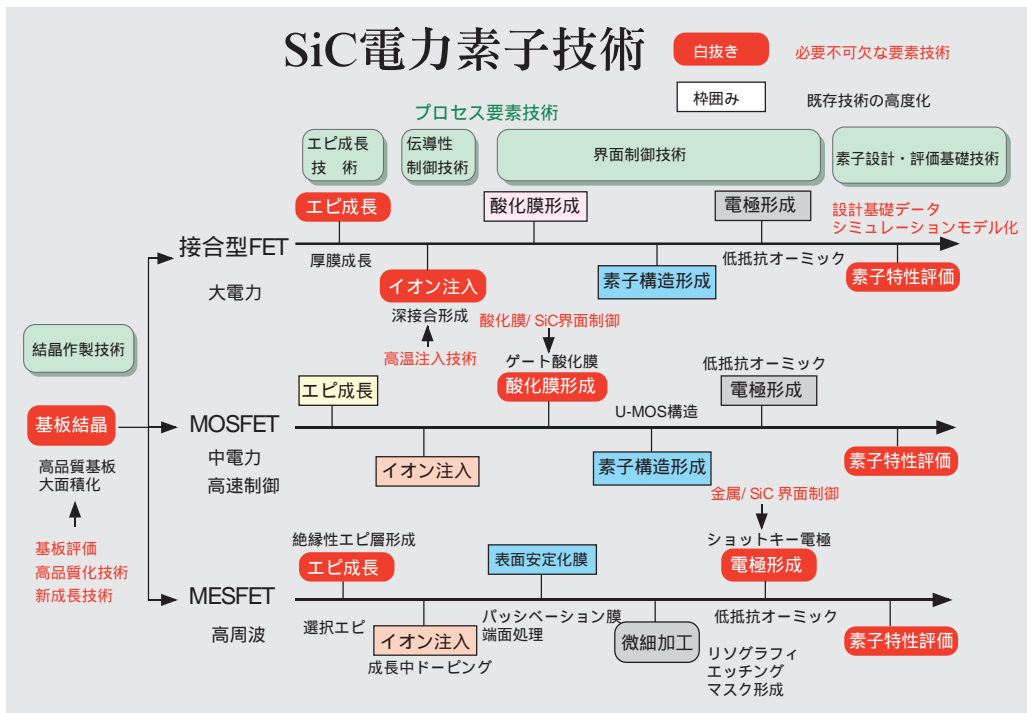 SiC電力素子技術
白抜き
必要不可欠な要素技術
枠囲み
既存技術の高度化
プロセス要素技術
エピ成長
技 術
伝導性
制御技術
界面制御技術
素子設計・評価基礎技術
エピ成長
酸化膜形成
電極形成
設計基礎データ
シミュレーションモデル化
接合型FET
厚膜成長
低抵抗オーミック
大電力
イオン注入
素子構造形成
素子特性評価
深接合形成
酸化膜/ SiC界面制御
結晶作製技術
高温注入技術
ゲート酸化膜
低抵抗オーミック
エピ成長
酸化膜形成
電極形成
基板結晶
MOSFET
U-MOS構造
中電力
高速制御
イオン注入
素子構造形成
素子特性評価
高品質基板
大面積化
金属/ SiC 界面制御
基板評価
高品質化技術
新成長技術
絶縁性エピ層形成
ショットキー電極
エピ成長
表面安定化膜
電極形成
MESFET
高周波
選択エピ
イオン注入
成長中ドーピング
パッシベーション膜
端面処理
微細加工
低抵抗オーミック
リソグラフィ
エッチング
マスク形成
素子特性評価